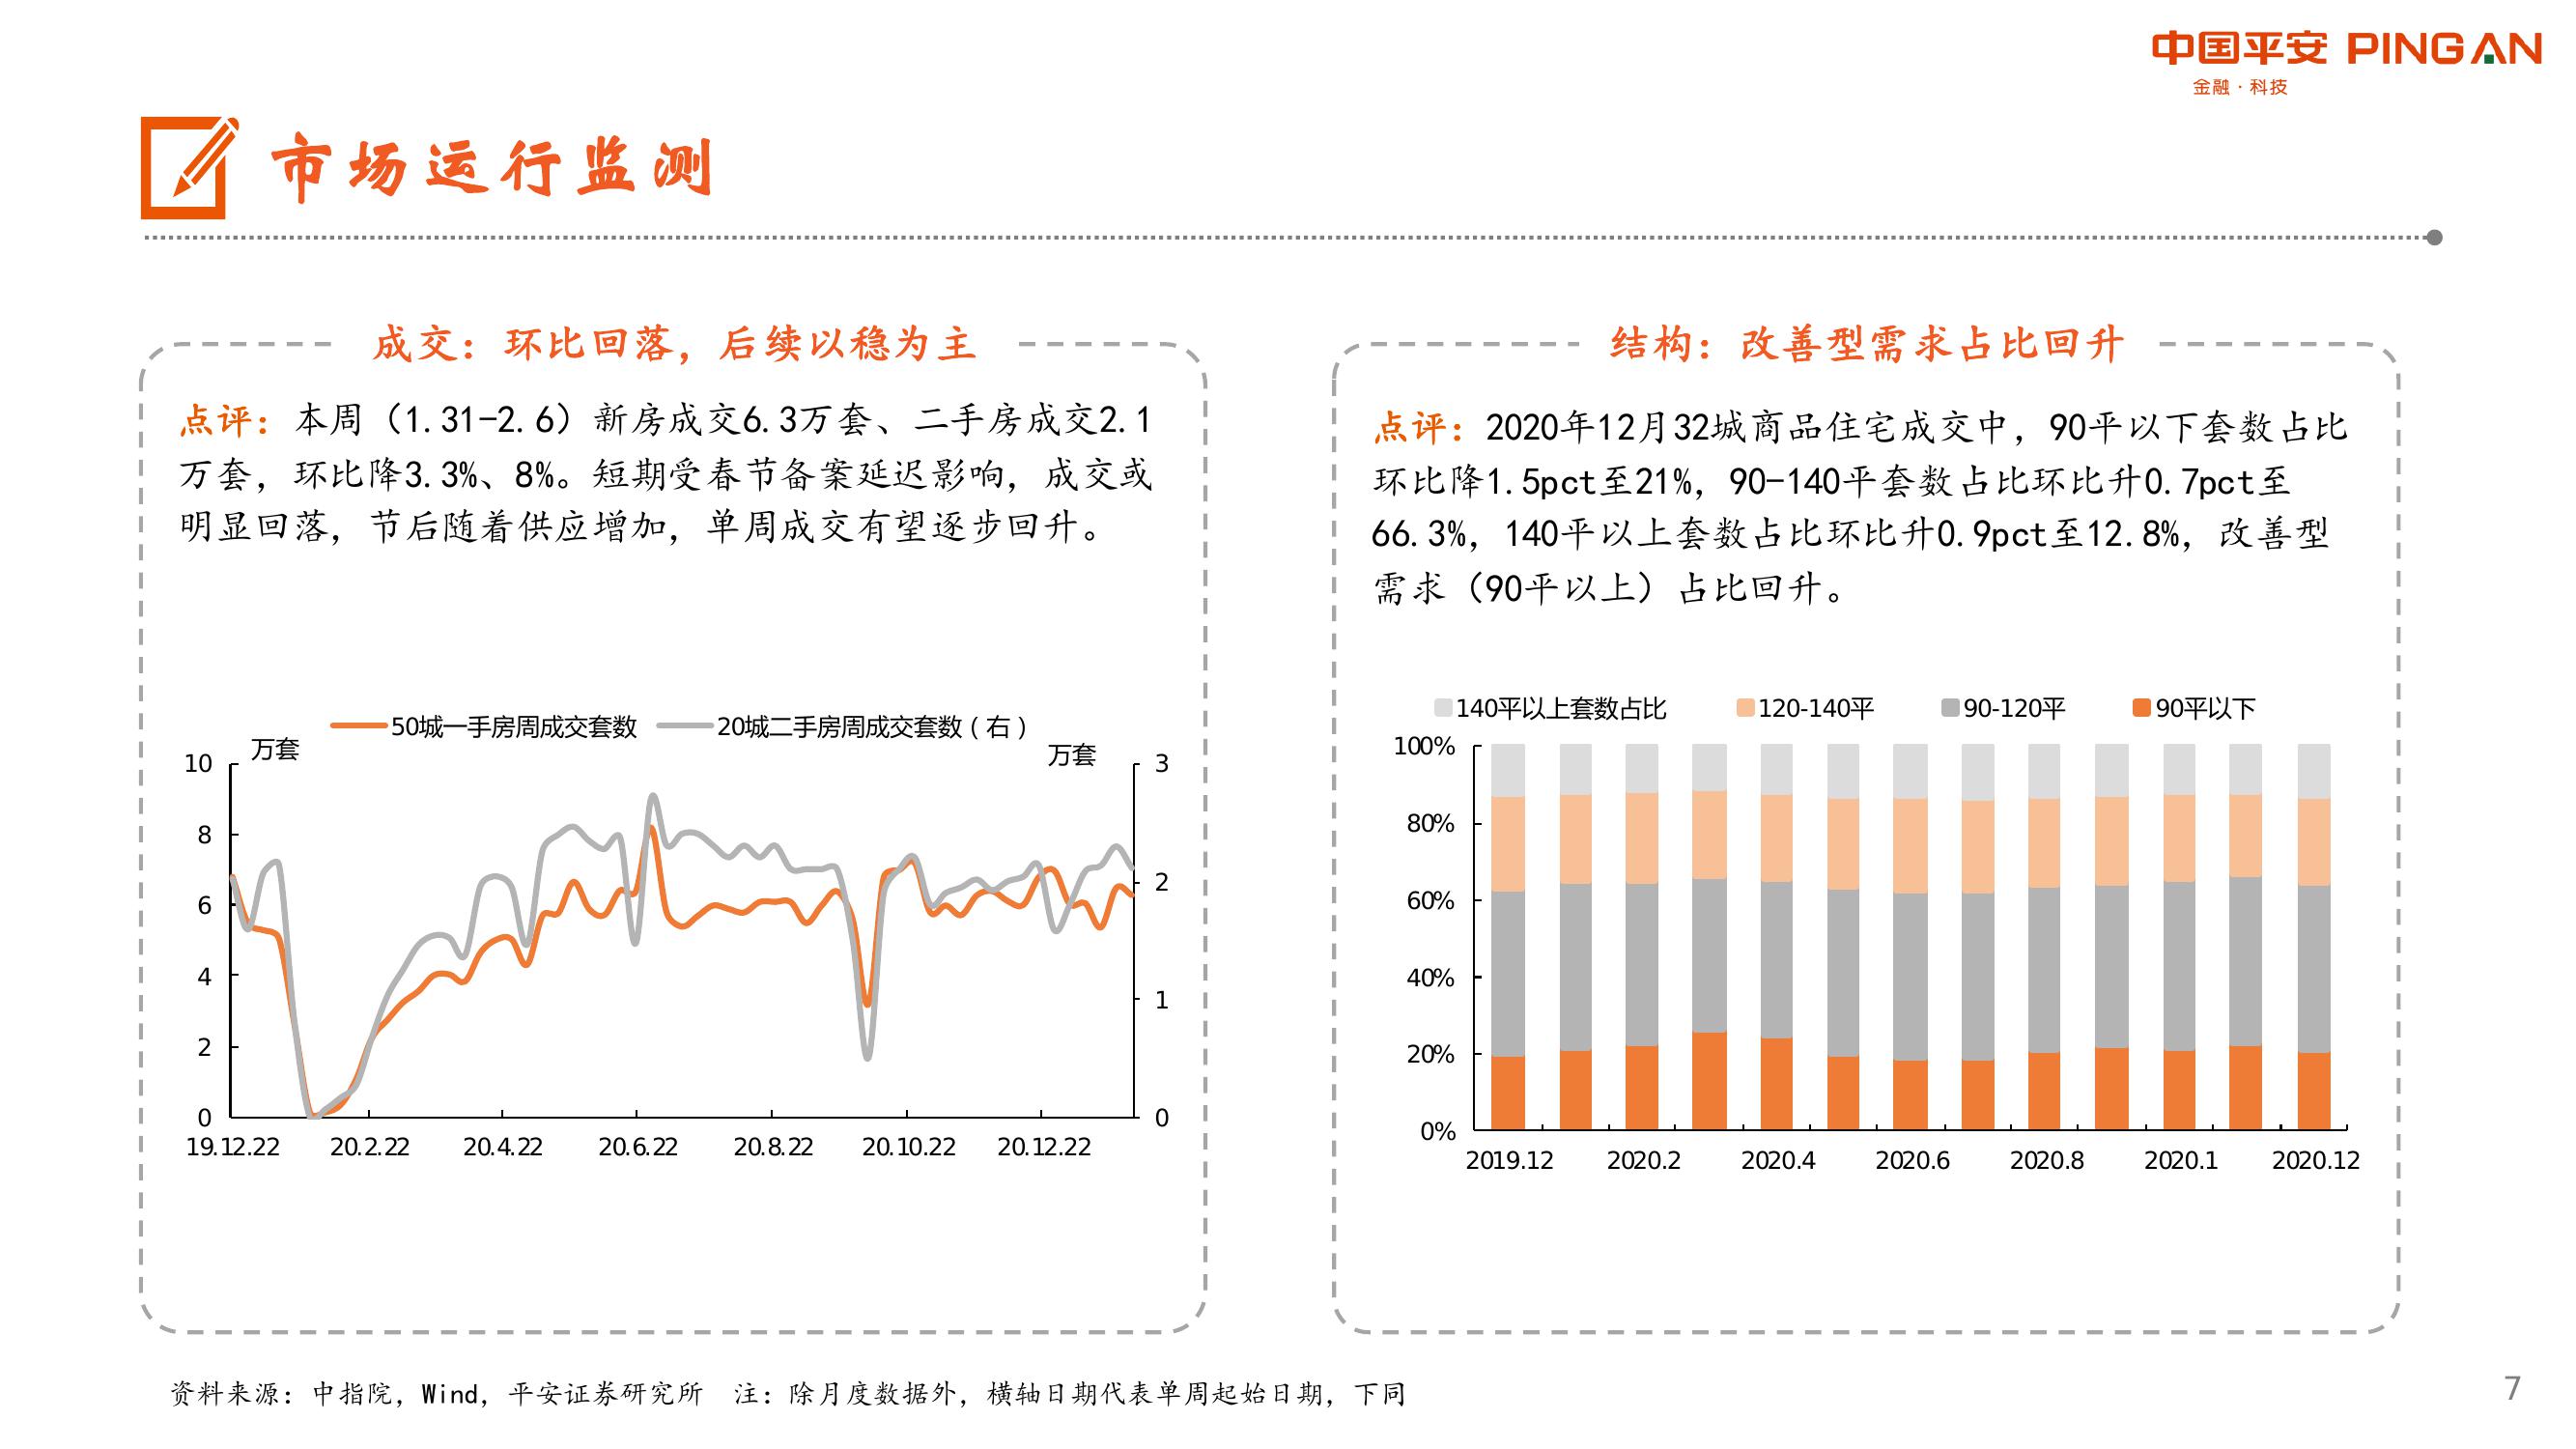 中国平安 PINGAN
金融·科技
市场运行监测
成交：环比回落，后续以稳为主
点评：本周（1.31-2.6）新房成交6.3万套、二手房成交2.1
万套，环比降3.3%、8%。短期受春节备案延迟影响，成交或
明显回落，节后随着供应增加，单周成交有望逐步回升。
50城一手房周成交套数 20城二手房周成交套数（右）
万套 万套
10 3
8
2
6
4
1
2
0 0
19.12.22 20.2.22 20.4.22 20.6.22 20.8.22 20.10.22 20.12.22
结构：改善型需求占比回升
点评：2020年12月32城商品住宅成交中，90平以下套数占比
环比降1.5pct至21%，90-140平套数占比环比升0.7pct至
66.3%，140平以上套数占比环比升0.9pct至12.8%，改善型
需求（90平以上）占比回升。
140平以上套数占比 120-140平 90-120平 90平以下
100%
80%
60%
40%
20%
0%
2019.12 2020.2 2020.4 2020.6 2020.8 2020.1 2020.12
资料来源：中指院，Wind，平安证券研究所 注：除月度数据外，横轴日期代表单周起始日期，下同
7